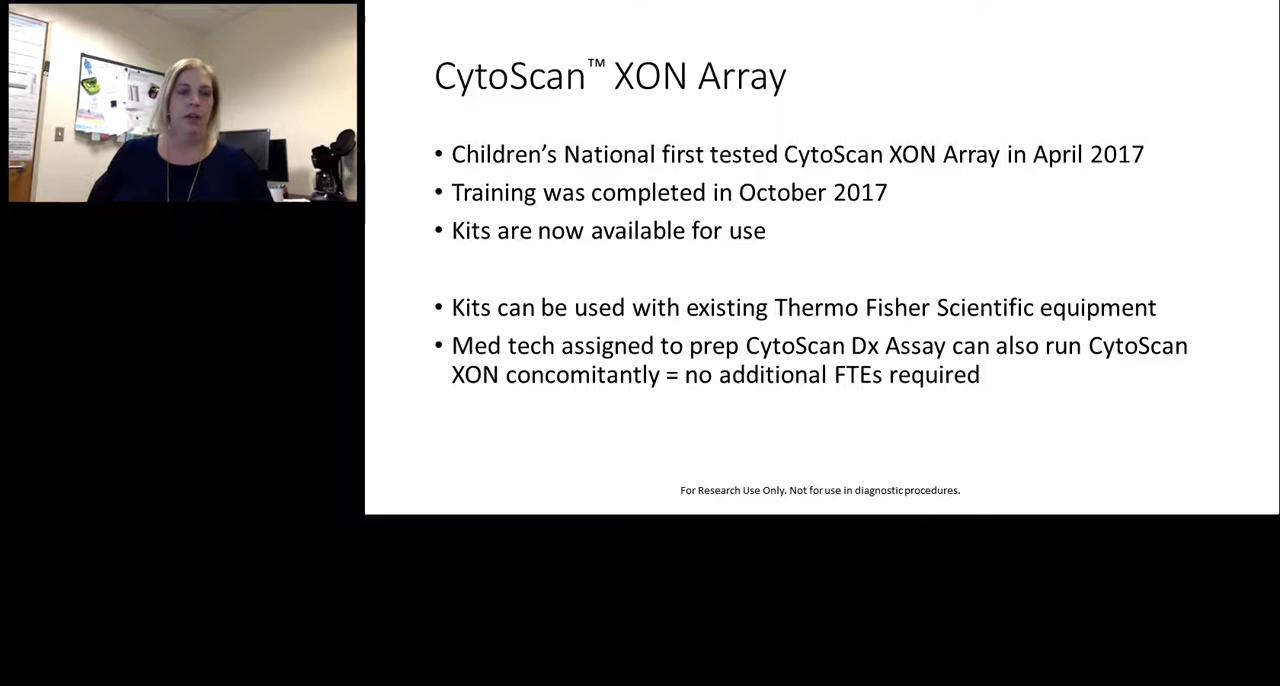 CytoScan™ XON Array
• Children’s National first tested CytoScan XON Array in April 2017
• Training was completed in October 2017
• Kits are now available for use
• Kits can be used with existing Thermo Fisher Scientific equipment
• Med tech assigned to prep CytoScan Dx Assay can also run CytoScan
XON concomitantly = no additional FTEs required
For Research Use Only. Not for use in diagnostic procedures.